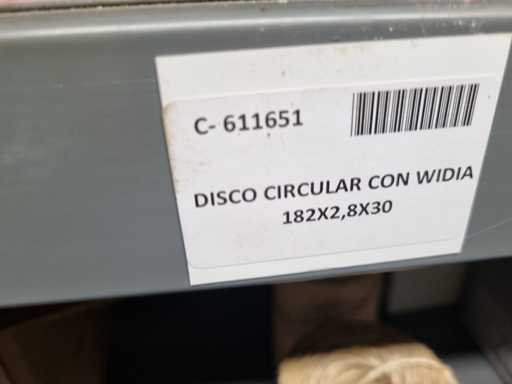 C- 611651
DISCO CIRCULAR CON WIDIA
182X2,8X30